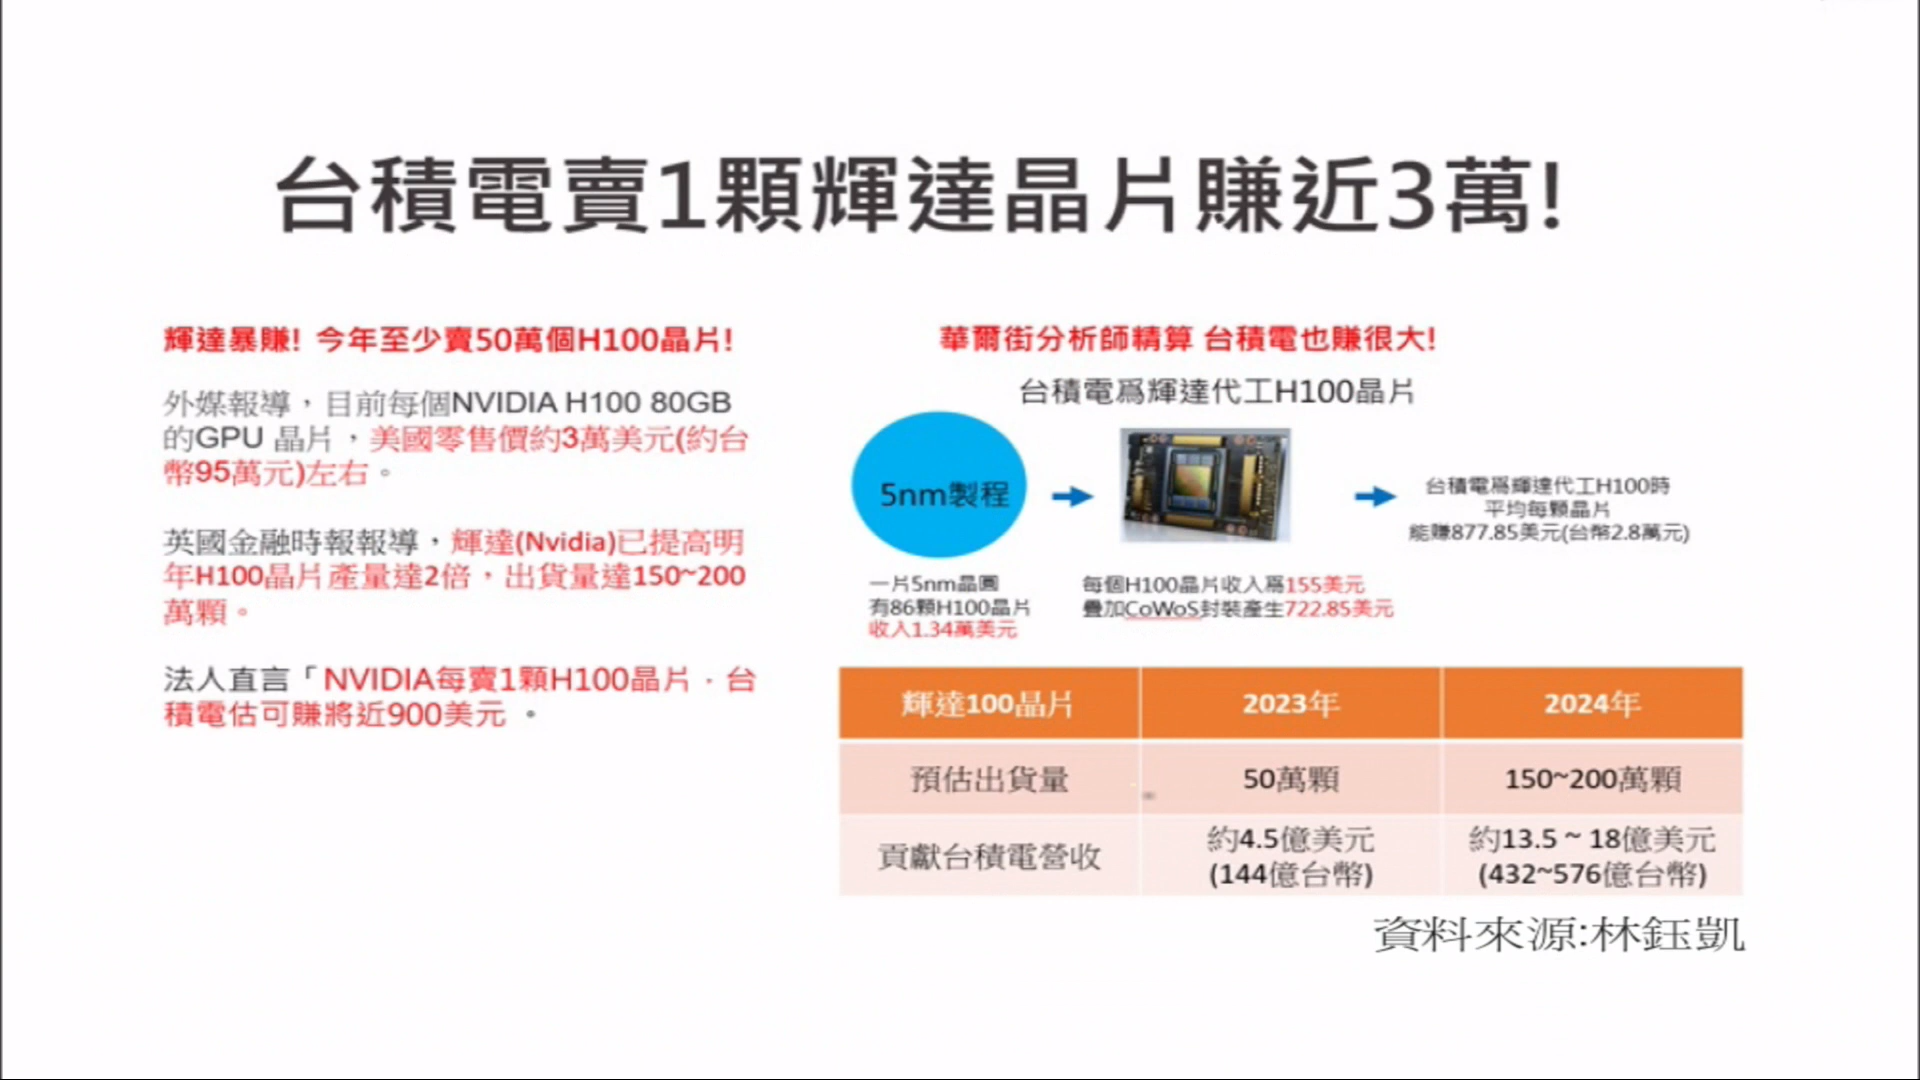 台積電賣1顆輝達晶片賺近3萬!
輝達暴賺! 今年至少賣50萬個H100晶片!
外媒報導，目前每個NVIDIA H100 80GB
的GPU 晶片，美國零售價約3萬美元(約台
幣95萬元)左右。
英國金融時報報導，輝達(Nvidia)已提高明
年H100晶片產量達2倍，出貨量達150~200
萬顆。
法人直言「NVIDIA每賣1顆H100晶片．台
積電估可賺將近900美元 。
華爾街分析師精算 台積電也賺很大!
台積電爲輝達代工H100晶片
5nm製程
台積電爲輝達代工H100時
平均每顆晶片
能賺877.85美元(台幣2.8萬元)
一片5nm晶圓
有86顆H100晶片
收入1.34萬美元
每個H100晶片收入爲155美元
疊加CoWoS封裝產生722.85美元
輝達100晶片 2023年 2024年
預估出貨量 50萬顆 150~200萬顆
貢獻台積電營收 約4.5億美元 約13.5 ~ 18億美元
(144億台幣) (432~576億台幣)
資料來源:林鈺凱